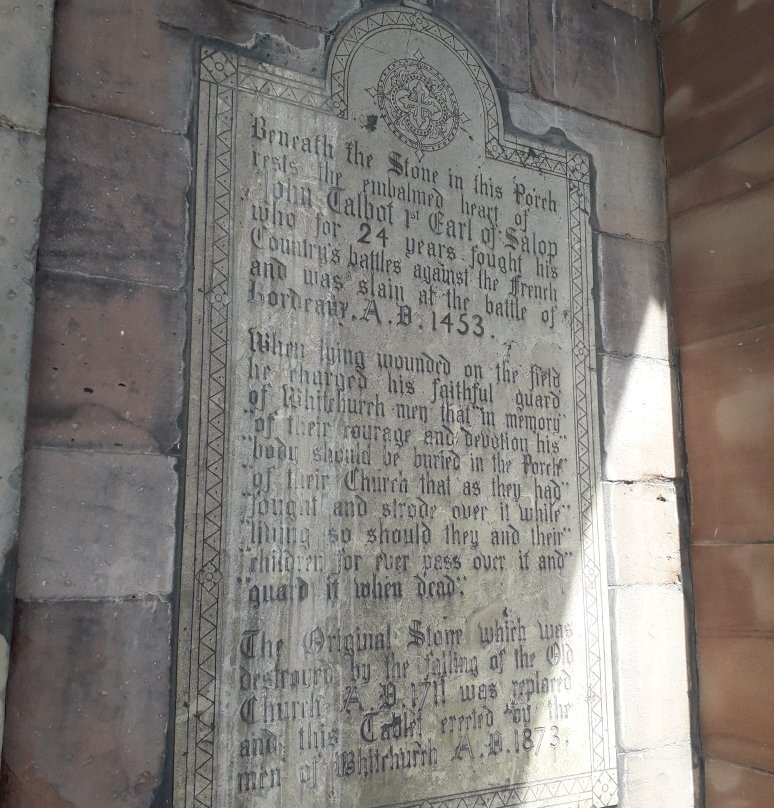 Beneath the Stone in this Porch
rests the embalmed heart of
John Talbot 1st Earl of Salop
who for 24 years fought his
Country's battles against the French
and was slain at the battle of
Bordeaux. A.D. 1453.
When lying wounded on the field
he charged his faithful guard
of Whitchurch men that "in memory"
"of their courage and devotion his"
"body should be buried in the Porch"
"of their Church that as they had"
"fought and strode over it while"
"living so should they and their"
"children for ever pass over it and"
"guard it when dead".
The Original Stone which was
destroyed by the falling of the Old
Church A.D. 1711 was replaced
and this Tablet erected by the
men of Whitchurch A.D. 1873.